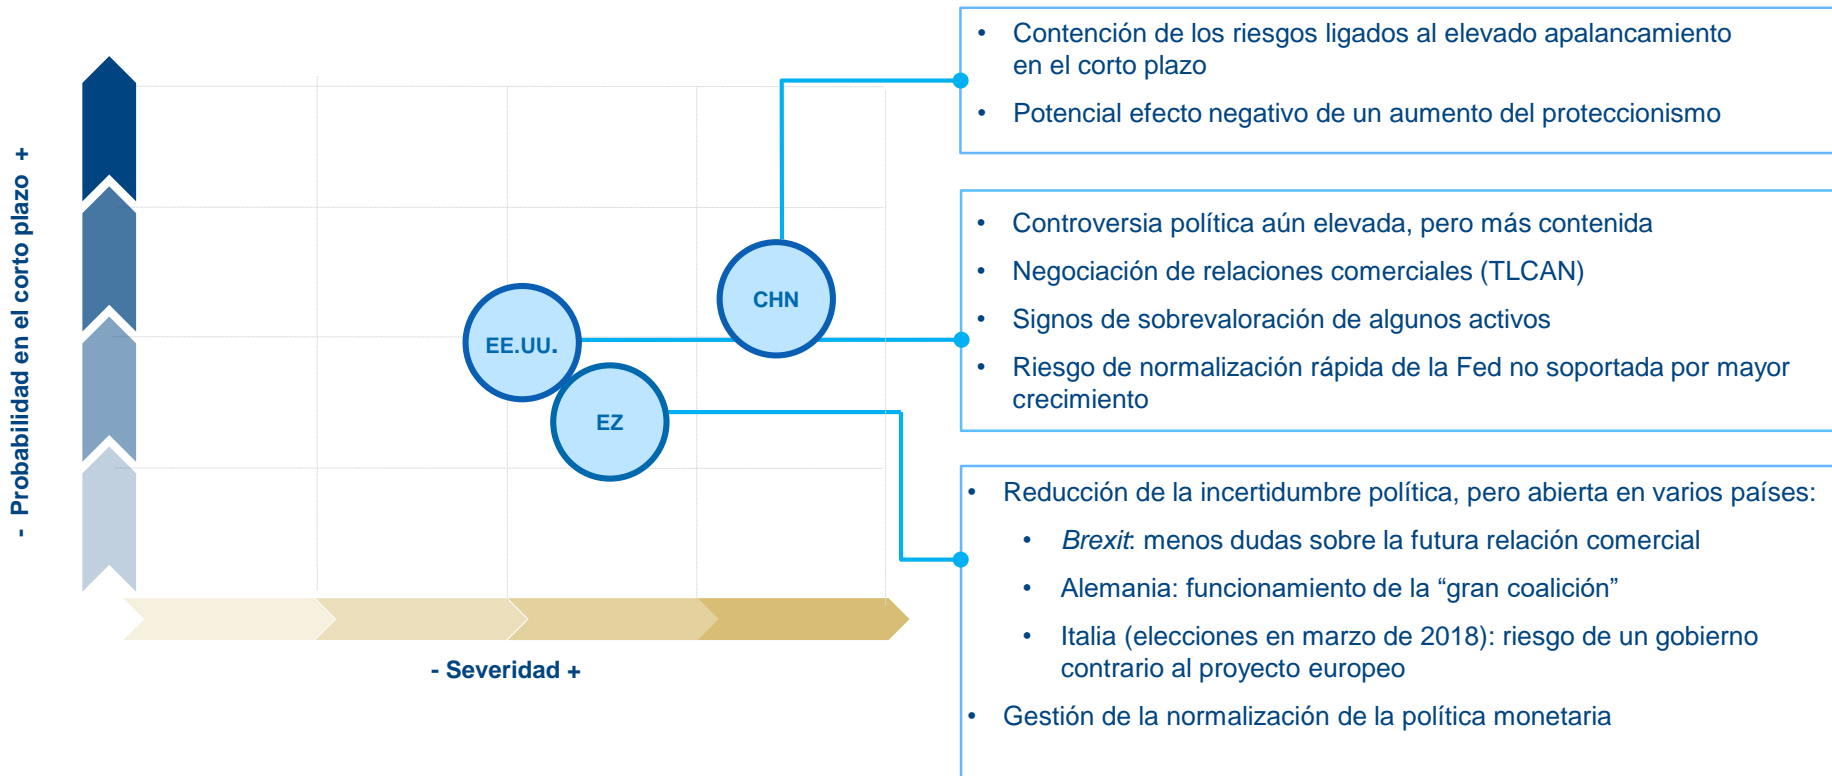 - Probabilidad en el corto plazo +
EE.UU.
CHN
EZ
- Severidad +
• Contención de los riesgos ligados al elevado apalancamiento
en el corto plazo
• Potencial efecto negativo de un aumento del proteccionismo
• Controversia política aún elevada, pero más contenida
• Negociación de relaciones comerciales (TLCAN)
• Signos de sobrevaloración de algunos activos
• Riesgo de normalización rápida de la Fed no soportada por mayor
crecimiento
• Reducción de la incertidumbre política, pero abierta en varios países:
• Brexit: menos dudas sobre la futura relación comercial
• Alemania: funcionamiento de la “gran coalición”
• Italia (elecciones en marzo de 2018): riesgo de un gobierno
contrario al proyecto europeo
• Gestión de la normalización de la política monetaria